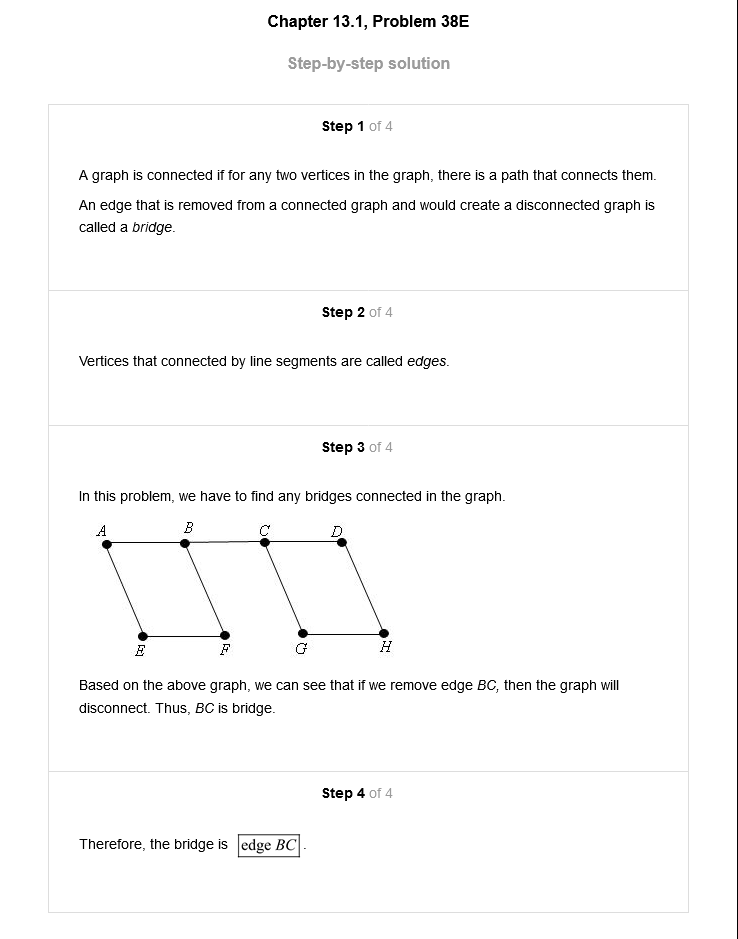 Chapter 13.1, Problem 38E
Step-by-step solution
Step 1 of 4
A graph is connected if for any two vertices in the graph, there is a path that connects them.
An edge that is removed from a connected graph and would create a disconnected graph is
called a bridge.
Step 2 of 4
Vertices that connected by line segments are called edges.
Step 3 of 4
In this problem, we have to find any bridges connected in the graph.
A B C D
E F G H
Based on the above graph, we can see that if we remove edge BC, then the graph will
disconnect. Thus, BC is bridge.
Step 4 of 4
Therefore, the bridge is edge BC.